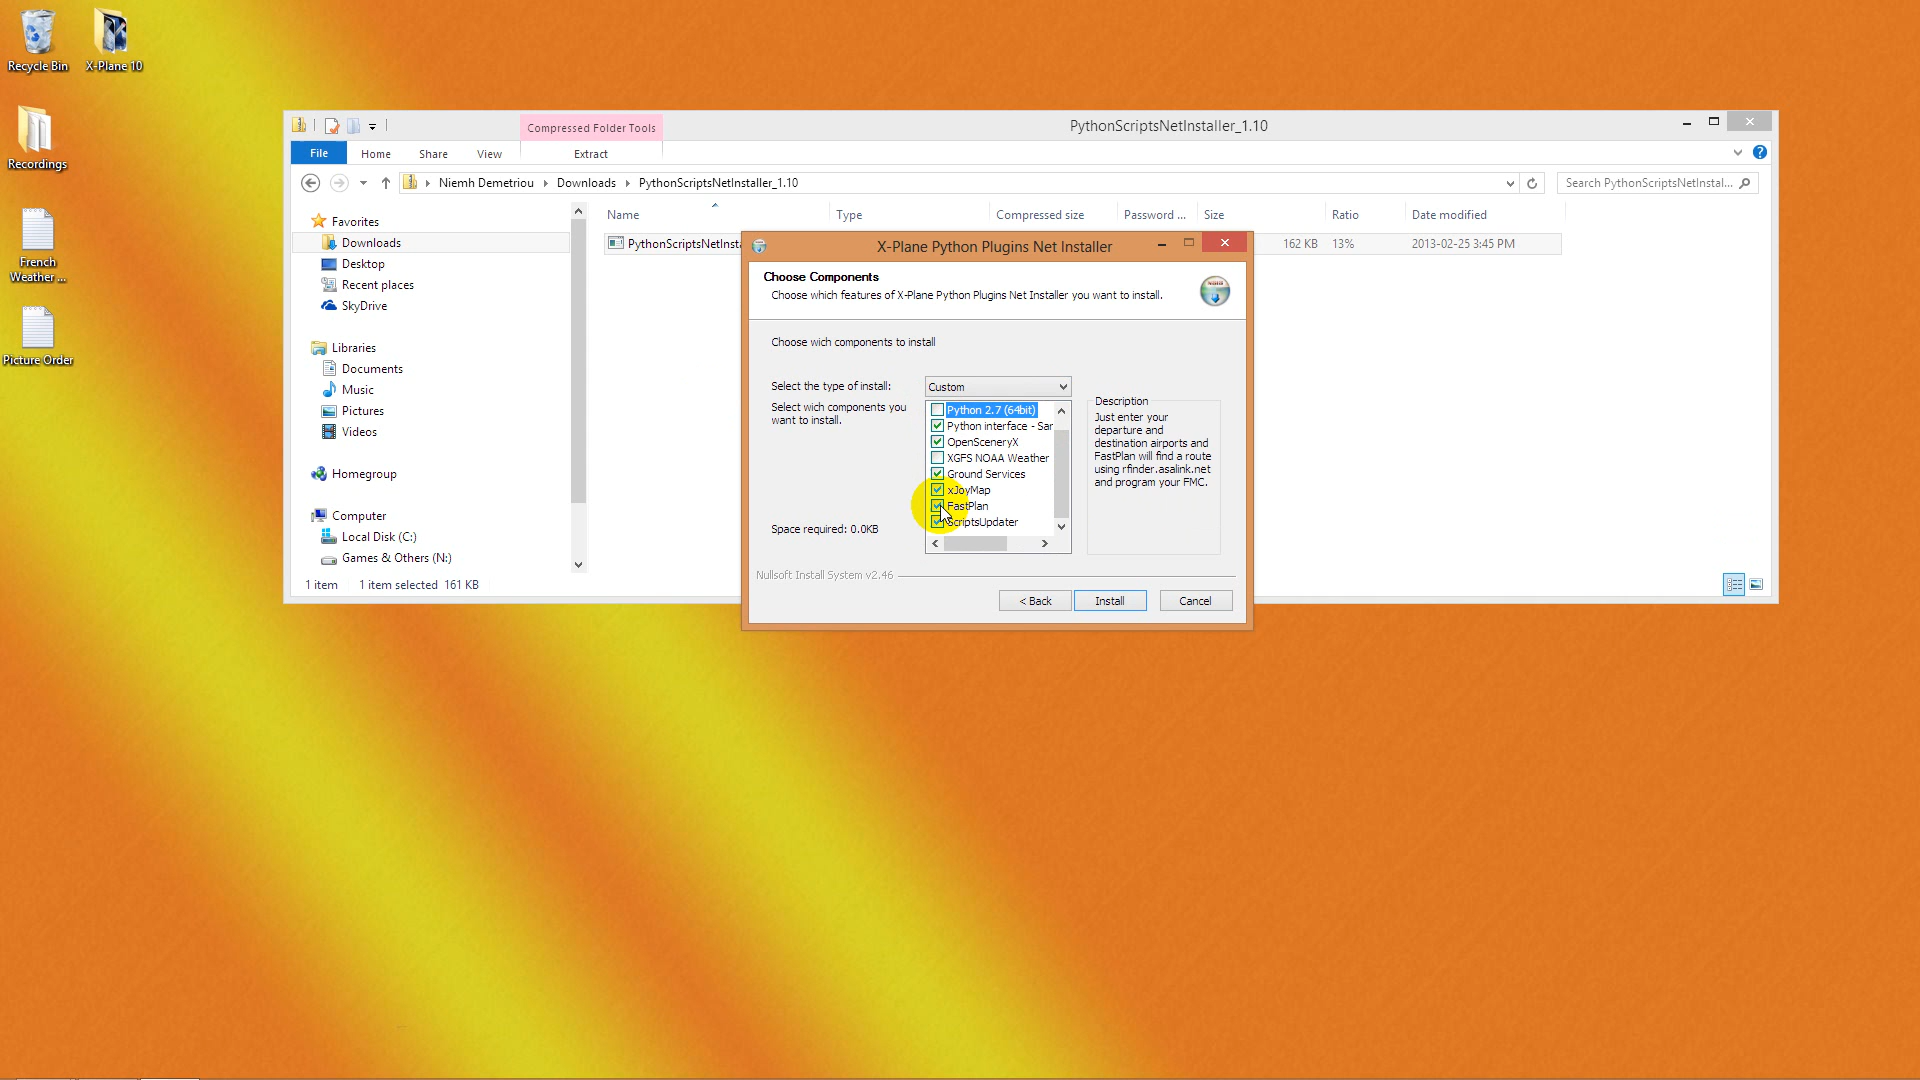 Recycle Bin
X-Plane 10
Recordings
French
Weather ...
Picture Order
Compressed Folder Tools
PythonScriptsNetInstaller_1.10
File
Home
Share
View
Extract
Niemh Demetriou
Downloads
PythonScriptsNetInstaller_1.10
Search PythonScriptsNetInstal...
Favorites
Downloads
Desktop
Recent places
SkyDrive
Libraries
Documents
Music
Pictures
Videos
Homegroup
Computer
Local Disk (C:)
Games & Others (N:)
1 item
1 item selected 161 KB
Name
Type
Compressed size
Password ...
Size
Ratio
Date modified
PythonScriptsNetInsta
162 KB
13%
2013-02-25 3:45 PM
X-Plane Python Plugins Net Installer
Choose Components
Choose which features of X-Plane Python Plugins Net Installer you want to install.
Choose wich components to install
Select the type of install:
Custom
Select wich components you
want to install.
Python 2.7 (64bit)
Python interface - Sar
OpenSceneryX
XGFS NOAA Weather
Ground Services
xJoyMap
FastPlan
ScriptsUpdater
Space required: 0.0KB
Description
Just enter your
departure and
destination airports and
FastPlan will find a route
using rfinder.asalink.net
and program your FMC.
Nullsoft Install System v2.46
< Back
Install
Cancel